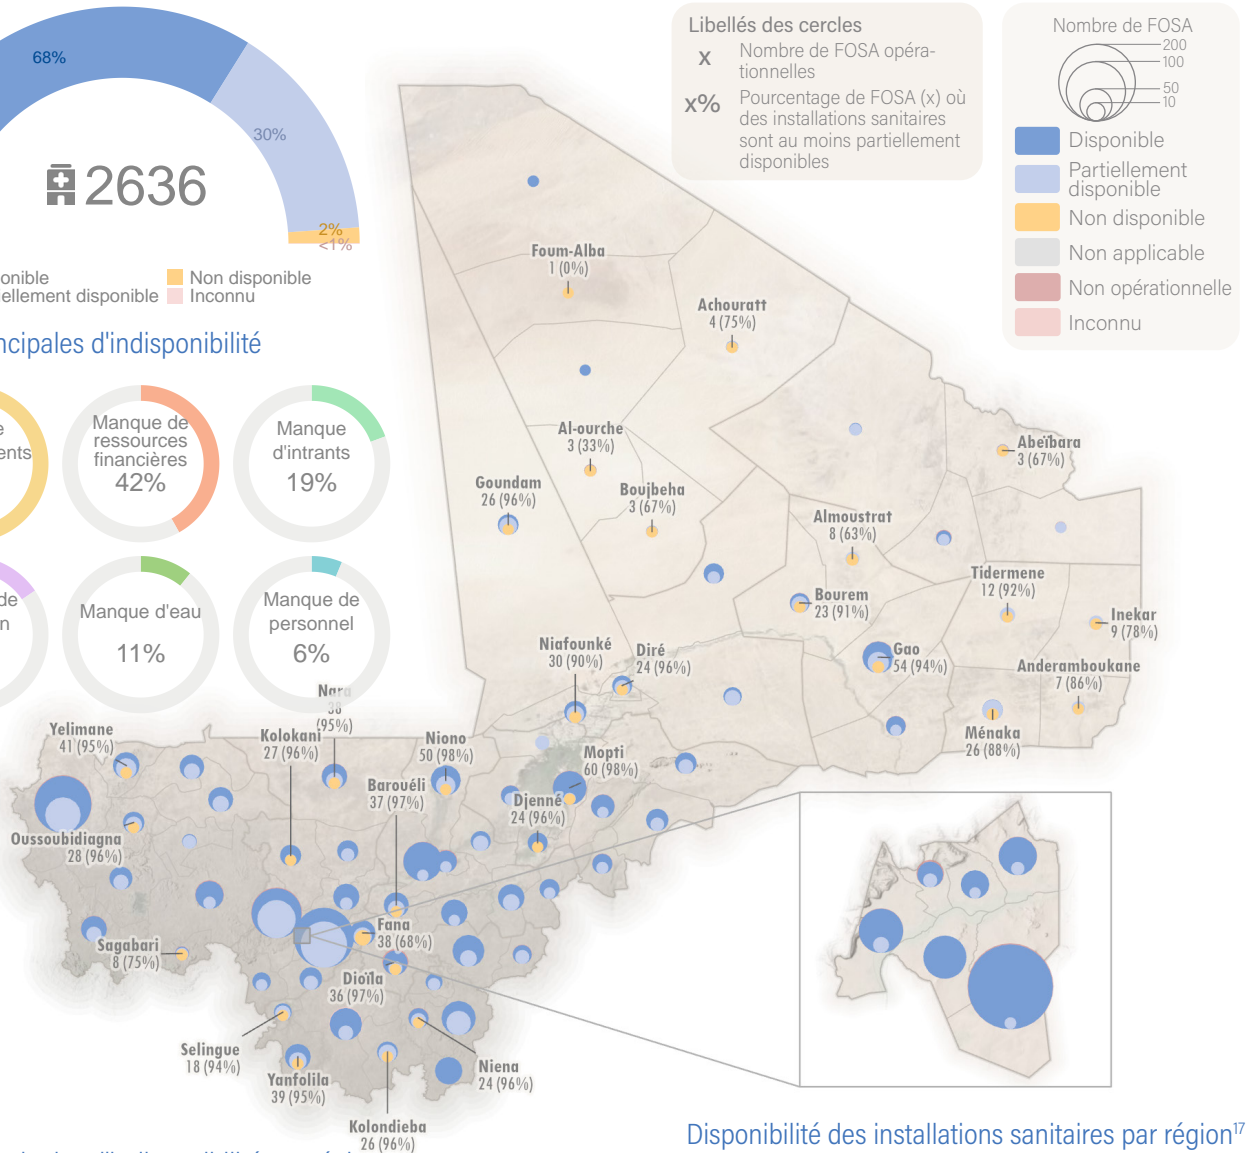 68%
30%
2%
<1%
2636
onible
Non disponible
ellement disponible
Inconnu
ncipales d'indisponibilité
e
ents
Manque de
ressources
financières
42%
Manque
d'intrants
19%
de
n
Manque d'eau
11%
Manque de
personnel
6%
Libellés des cercles
x Nombre de FOSA opéra-
tionnelles
x% Pourcentage de FOSA (x) où
des installations sanitaires
sont au moins partiellement
disponibles
Nombre de FOSA
200
100
50
10
Disponible
Partiellement
disponible
Non disponible
Non applicable
Non opérationnelle
Inconnu
Foum-Alba
1 (0%)
Achouratt
4 (75%)
Al-ourche
3 (33%)
Abeïbara
3 (67%)
Goundam
26 (96%)
Boujbeha
3 (67%)
Almoustrat
8 (63%)
Tidermene
12 (92%)
Bourem
23 (91%)
Inekar
9 (78%)
Niafounké
30 (90%)
Diré
24 (96%)
Gao
54 (94%)
Anderamboukane
7 (86%)
Ménaka
26 (88%)
Nara
38
(95%)
Yelimane
41 (95%)
Kolokani
27 (96%)
Niono
50 (98%)
Mopti
60 (98%)
Barouéli
37 (97%)
Djenné
24 (96%)
Oussoubidiagna
28 (96%)
Fana
38 (68%)
Sagabari
8 (75%)
Dioïla
36 (97%)
Selingue
18 (94%)
Yanfolila
39 (95%)
Niena
24 (96%)
Kolondieba
26 (96%)
Disponibilité des installations sanitaires par région17